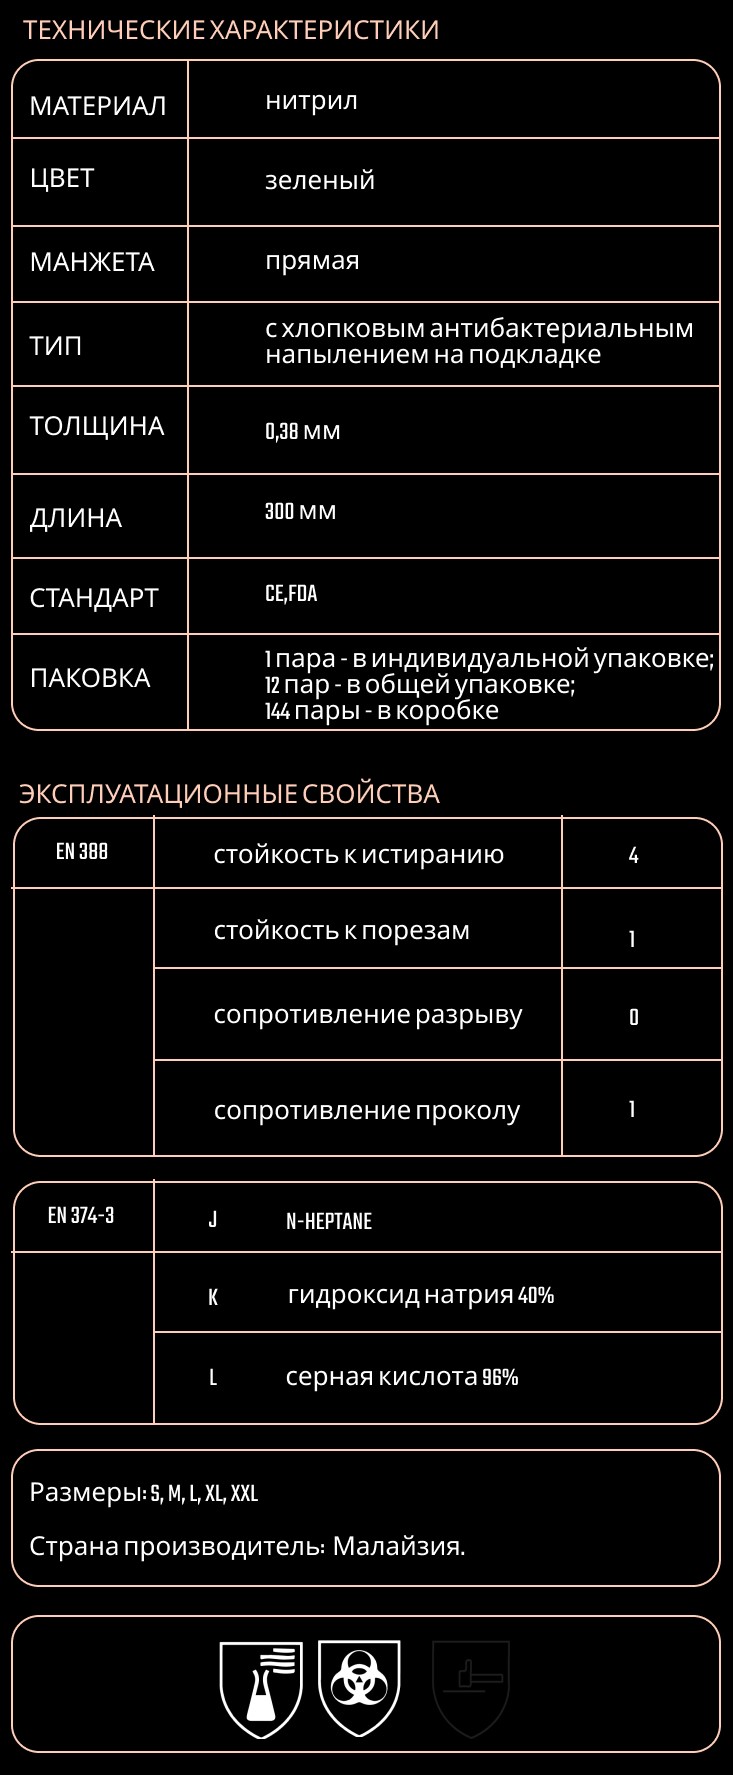 ТЕХНИЧЕСКИЕ ХАРАКТЕРИСТИКИ
МАТЕРИАЛ нитрил
ЦВЕТ зеленый
МАНЖЕТА прямая
ТИП с хлопковым антибактериальным
напылением на подкладке
ТОЛЩИНА 0,38 мм
ДЛИНА 300 мм
СТАНДАРТ CE,FDA
ПАКОВКА 1 пара - в индивидуальной упаковке;
12 пар - в общей упаковке;
144 пары - в коробке
ЭКСПЛУАТАЦИОННЫЕ СВОЙСТВА
EN 388 стойкость к истиранию 4
стойкость к порезам 1
сопротивление разрыву 0
сопротивление проколу 1
EN 374-3 J N-HEPTANE
K гидроксид натрия 40%
L серная кислота 96%
Размеры: S, M, L, XL, XXL
Страна производитель: Малайзия.